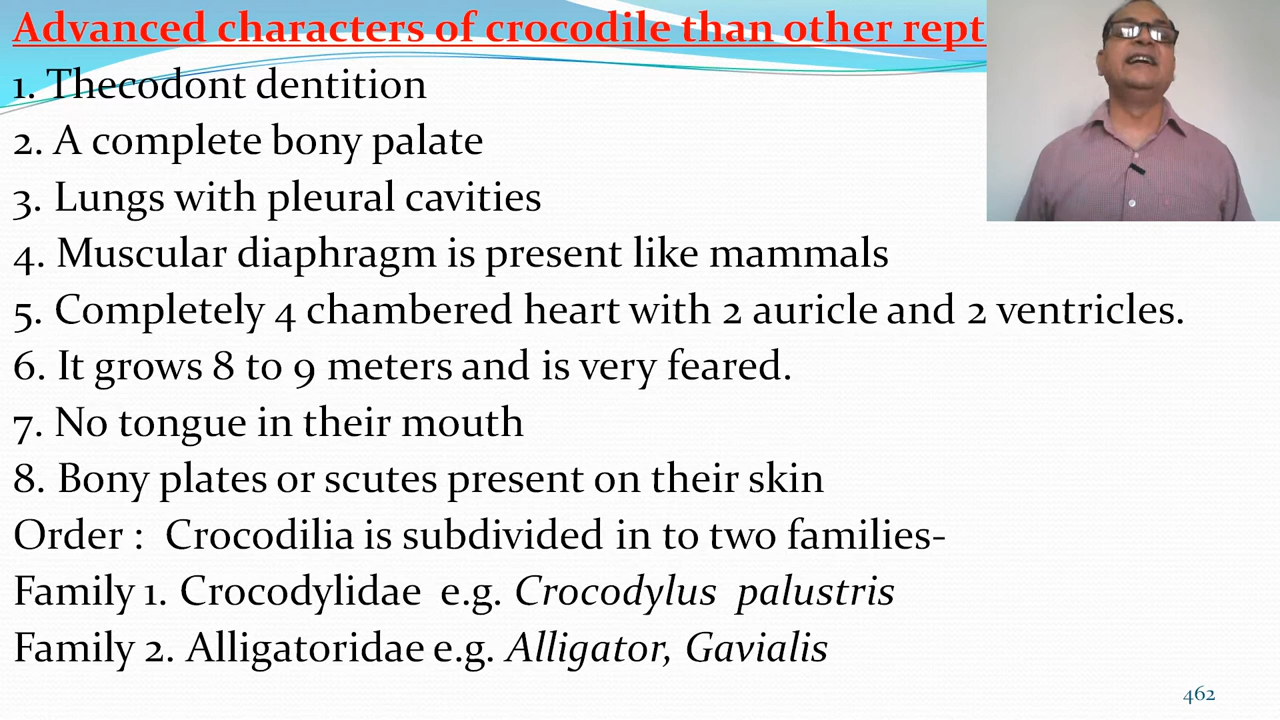 Advanced characters of crocodile than other rept
1. Thecodont dentition
2. A complete bony palate
3. Lungs with pleural cavities
4. Muscular diaphragm is present like mammals
5. Completely 4 chambered heart with 2 auricle and 2 ventricles.
6. It grows 8 to 9 meters and is very feared.
7. No tongue in their mouth
8. Bony plates or scutes present on their skin
Order :  Crocodilia is subdivided in to two families-
Family 1. Crocodylidae  e.g. Crocodylus  palustris
Family 2. Alligatoridae e.g. Alligator, Gavialis
462